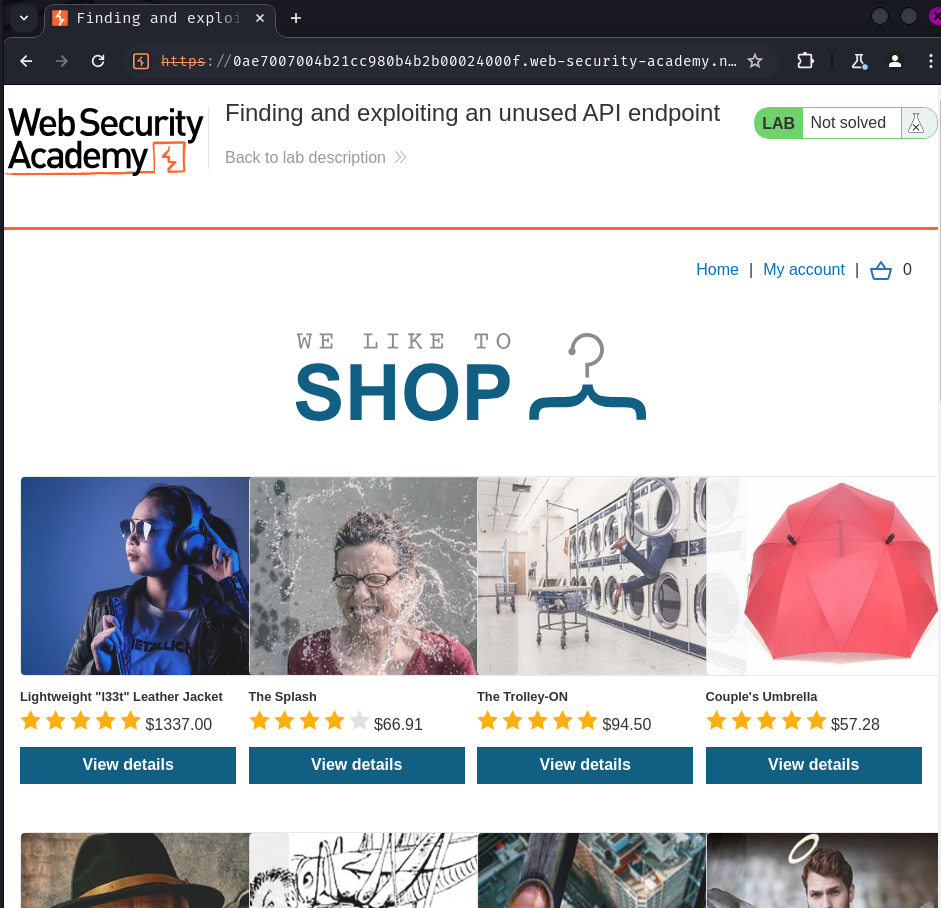 Finding and exploi
https://0ae7007004b21cc980b4b2b00024000f.web-security-academy.n…
Web Security
Academy
Finding and exploiting an unused API endpoint
Back to lab description
LAB Not solved
Home | My account | 0
WE LIKE TO
SHOP
METALLICA
Lightweight "l33t" Leather Jacket
$1337.00
View details
The Splash
$66.91
View details
The Trolley-ON
$94.50
View details
Couple's Umbrella
$57.28
View details